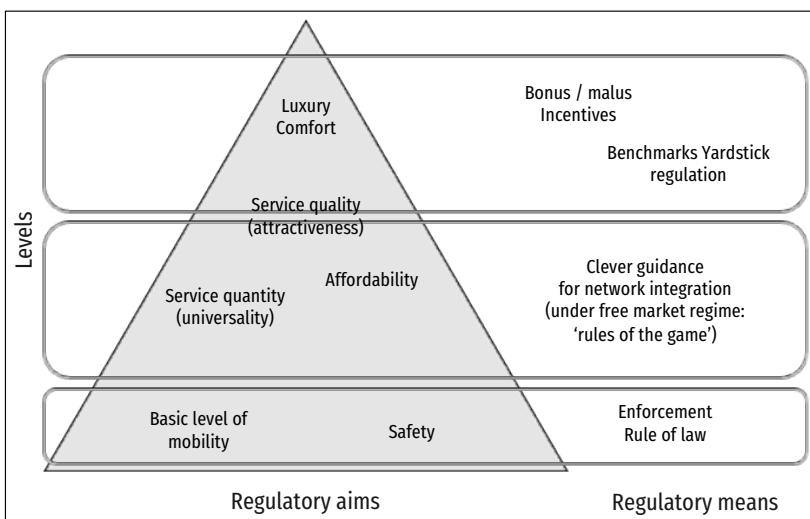 Levels
Luxury
Comfort
Bonus / malus
Incentives
Benchmarks Yardstick
regulation
Service quality
(attractiveness)
Service quantity
(universality)
Affordability
Clever guidance
for network integration
(under free market regime:
‘rules of the game’)
Basic level of
mobility
Safety
Enforcement
Rule of law
Regulatory aims
Regulatory means